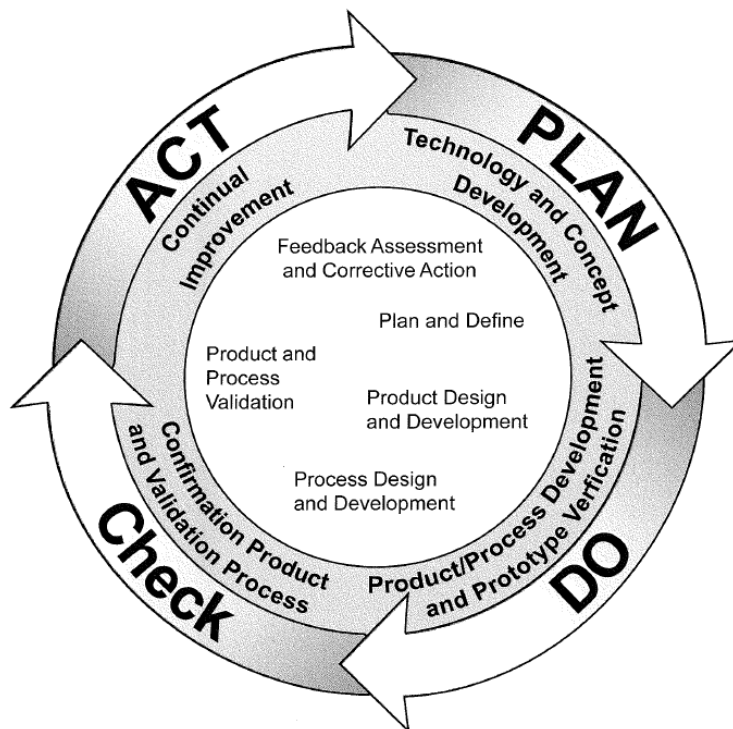 ACT
PLAN
Continual
Improvement
Technology and Concept
Development
Feedback Assessment
and Corrective Action
Plan and Define
Product and
Process
Validation
Product Design
and Development
Process Design
and Development
Confirmation Product
and Validation Process
Product/Process Development
and Prototype Verfication
Check
DO